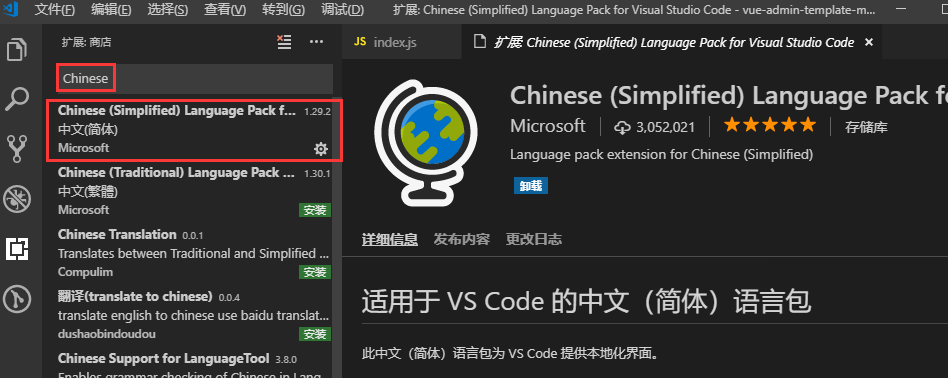 文件(F) 编辑(E) 选择(S) 查看(V) 转到(G) 调试(D) 扩展: Chinese (Simplified) Language Pack for Visual Studio Code - vue-admin-template-m...
扩展: 商店
JS index.js
扩展: Chinese (Simplified) Language Pack for Visual Studio Code
Chinese
Chinese (Simplified) Language Pack f... 1.29.2
中文(简体)
Microsoft
Chinese (Traditional) Language Pack ... 1.30.1
中文(繁體)
Microsoft 安装
Chinese Translation 0.0.1
Translates between Traditional and Simplified ...
Compulim 安装
翻译(translate to chinese) 0.0.4
translate english to chinese use baidu translat...
dushaobindoudou 安装
Chinese Support for LanguageTool 3.8.0
Enables grammar checking of Chinese in Lang...
Chinese (Simplified) Language Pack fo
Microsoft 3,052,021 存储库
Language pack extension for Chinese (Simplified)
卸载
详细信息 发布内容 更改日志
适用于 VS Code 的中文（简体）语言包
此中文（简体）语言包为 VS Code 提供本地化界面。